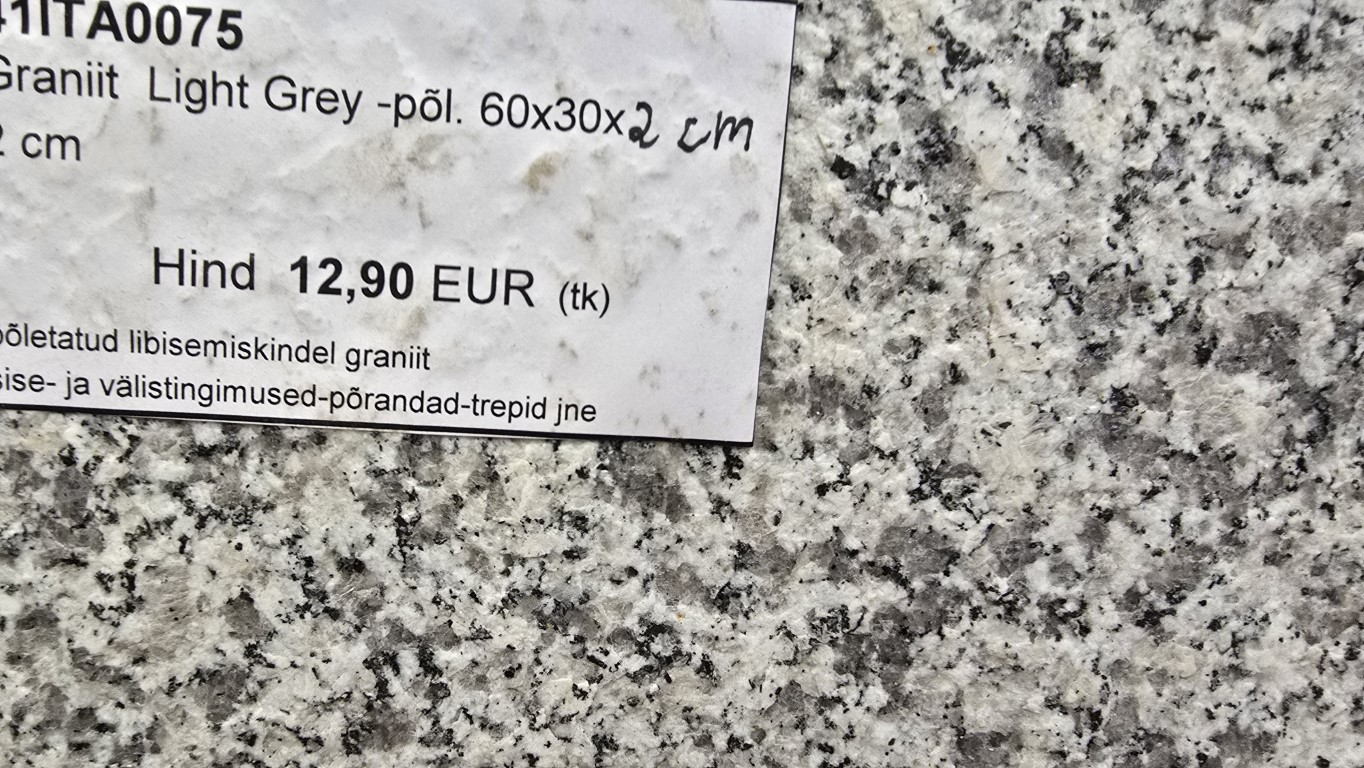 41ITA0075
Graniit Light Grey -põl. 60x30x2 cm
2 cm
Hind 12,90 EUR (tk)
põletatud libisemiskindel graniit
sise- ja välistingimused-põrandad-trepid jne